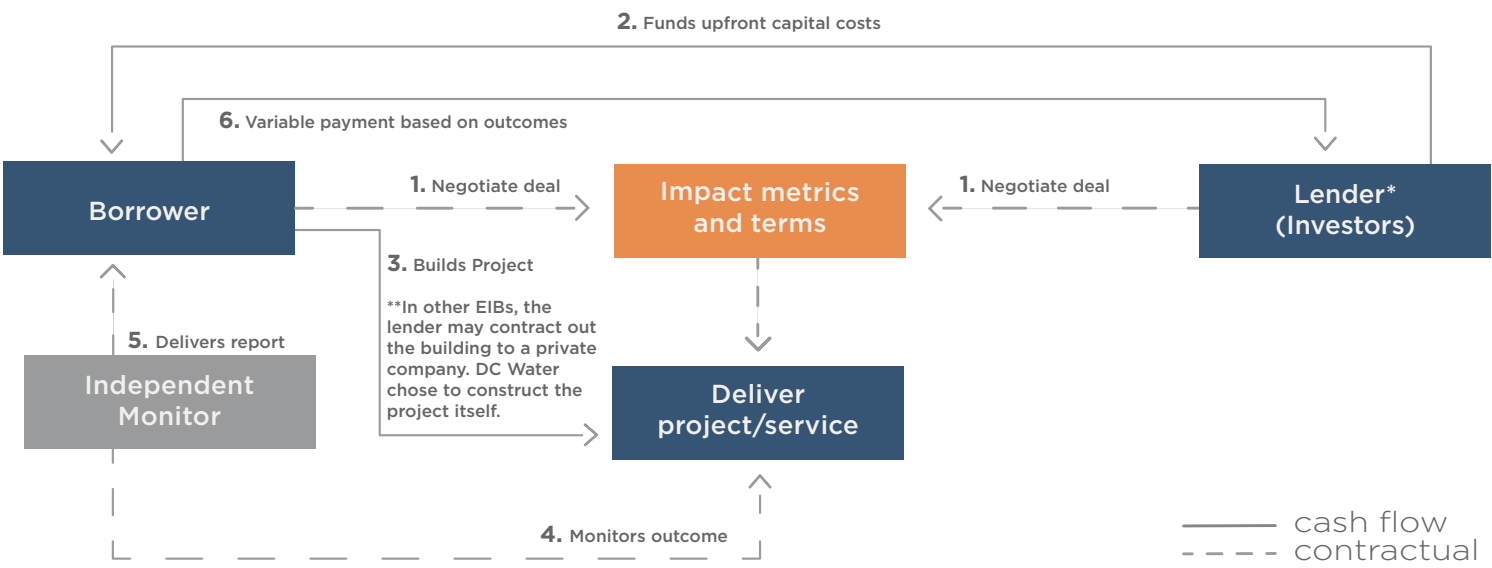 2. Funds upfront capital costs
6. Variable payment based on outcomes
Borrower
1. Negotiate deal
Impact metrics
and terms
1. Negotiate deal
Lender*
(Investors)
3. Builds Project
**In other EIBs, the
lender may contract out
the building to a private
company. DC Water
chose to construct the
project itself.
5. Delivers report
Independent
Monitor
Deliver
project/service
4. Monitors outcome
cash flow
contractual